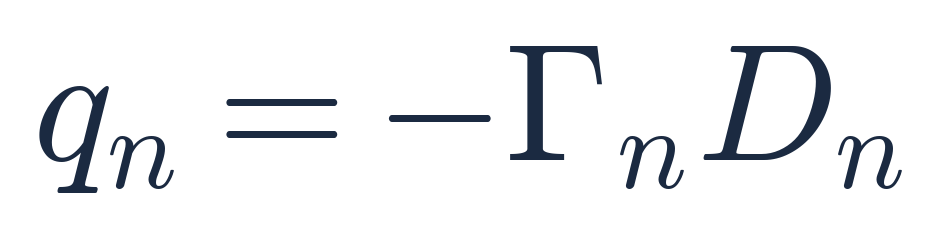 $q_n = -\Gamma_n D_n$